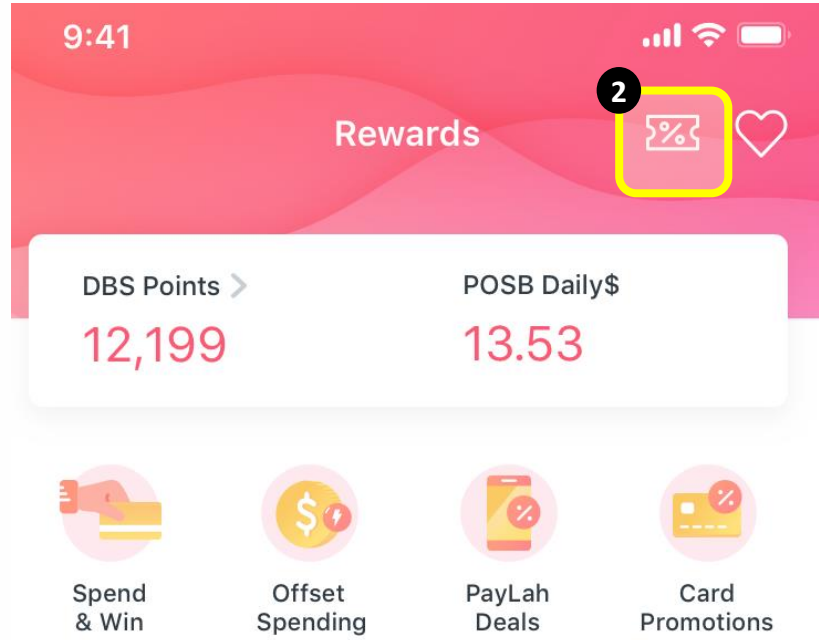 9:41
2
Rewards
DBS Points
POSB Daily$
12,199
13.53
Spend
& Win
Offset
Spending
PayLah
Deals
Card
Promotions